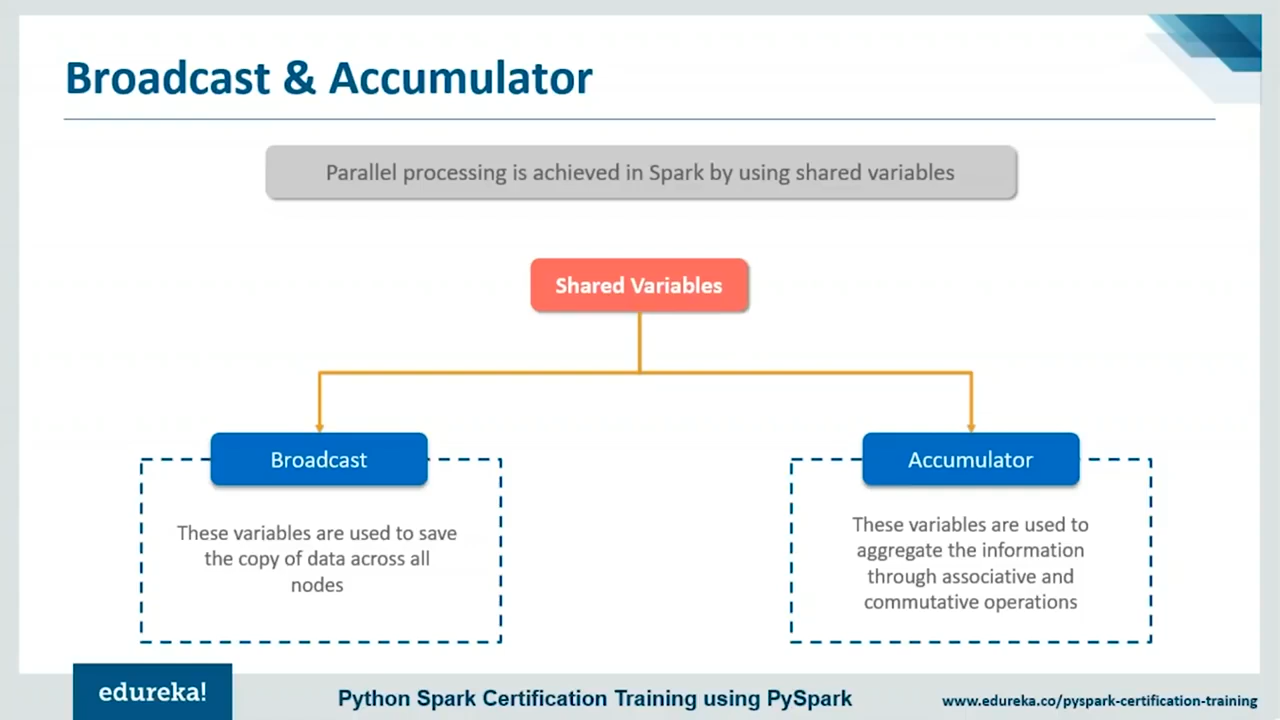 Broadcast & Accumulator
Parallel processing is achieved in Spark by using shared variables
Shared Variables
Broadcast
These variables are used to save
the copy of data across all
nodes
Accumulator
These variables are used to
aggregate the information
through associative and
commutative operations
edureka!
Python Spark Certification Training using PySpark
www.edureka.co/pyspark-certification-training